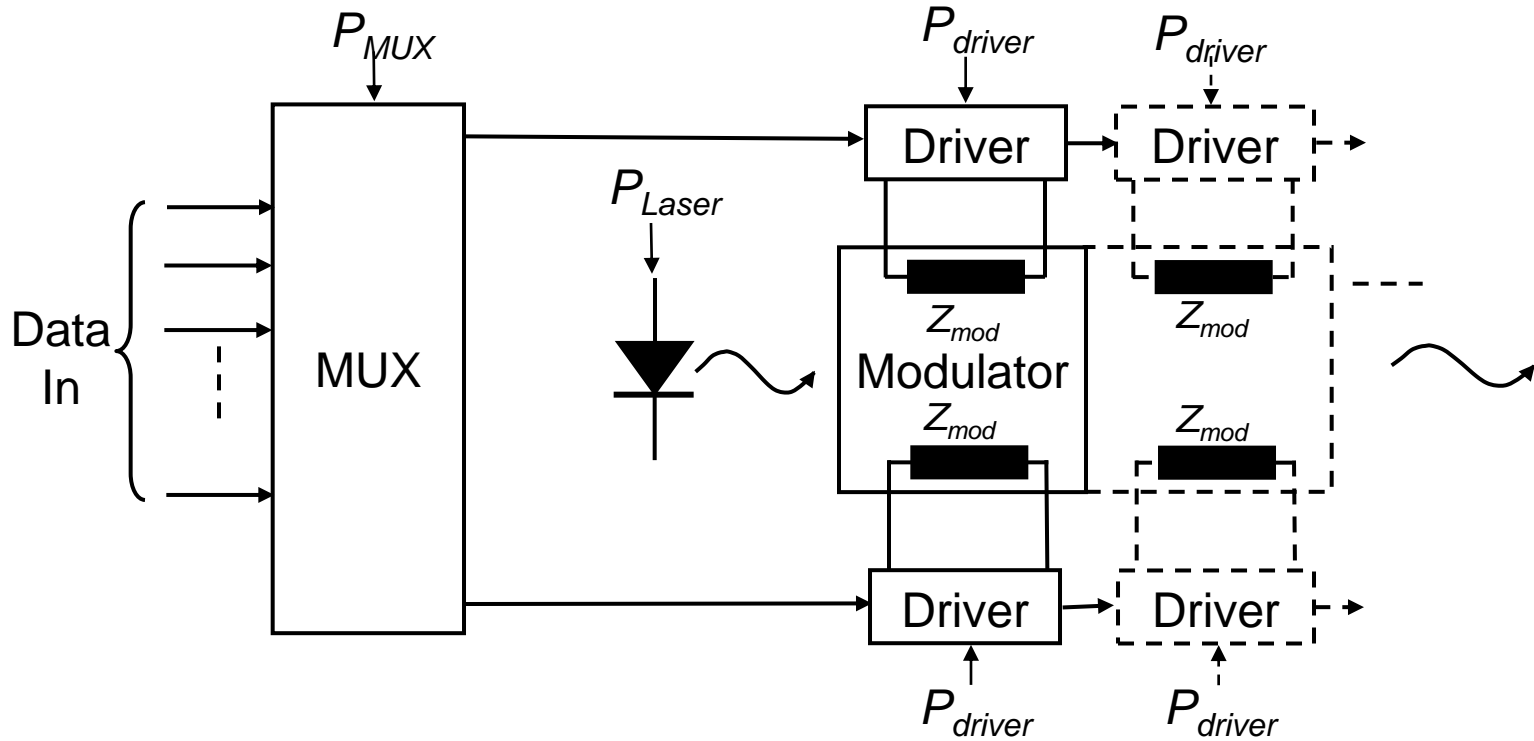 P_MUX
P_driver
P_driver
Driver
Driver
P_Laser
Z_mod
Z_mod
Data
In
MUX
Modulator
Z_mod
Z_mod
Driver
Driver
P_driver
P_driver